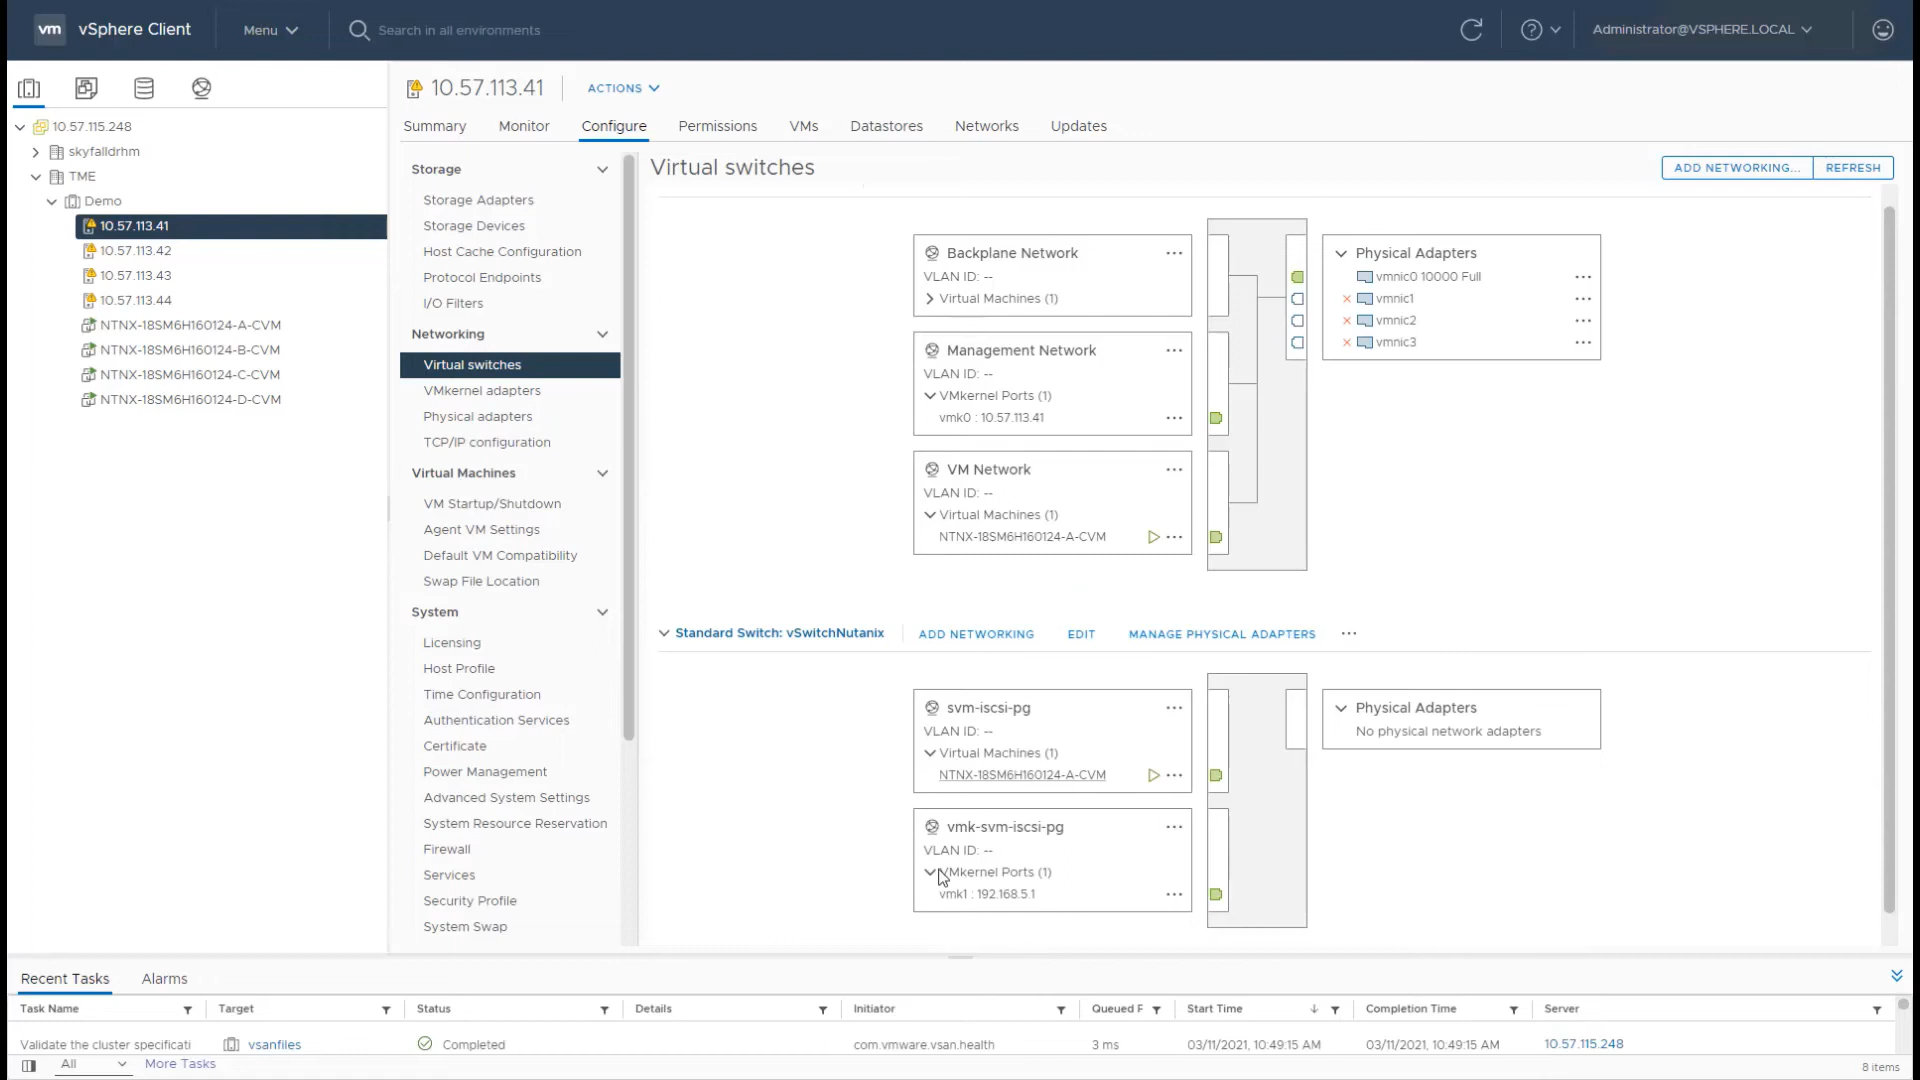 vm vSphere Client Menu Search in all environments Administrator@VSPHERE.LOCAL
10.57.115.248
skyfalldrhm
TME
Demo
10.57.113.41
10.57.113.42
10.57.113.43
10.57.113.44
NTNX-18SM6H160124-A-CVM
NTNX-18SM6H160124-B-CVM
NTNX-18SM6H160124-C-CVM
NTNX-18SM6H160124-D-CVM
10.57.113.41 ACTIONS
Summary Monitor Configure Permissions VMs Datastores Networks Updates
Storage
Storage Adapters
Storage Devices
Host Cache Configuration
Protocol Endpoints
I/O Filters
Networking
Virtual switches
VMkernel adapters
Physical adapters
TCP/IP configuration
Virtual Machines
VM Startup/Shutdown
Agent VM Settings
Default VM Compatibility
Swap File Location
System
Licensing
Host Profile
Time Configuration
Authentication Services
Certificate
Power Management
Advanced System Settings
System Resource Reservation
Firewall
Services
Security Profile
System Swap
Virtual switches
ADD NETWORKING... REFRESH
Backplane Network
VLAN ID: --
Virtual Machines (1)
Management Network
VLAN ID: --
VMkernel Ports (1)
vmk0 : 10.57.113.41
VM Network
VLAN ID: --
Virtual Machines (1)
NTNX-18SM6H160124-A-CVM
Physical Adapters
vmnic0 10000 Full
vmnic1
vmnic2
vmnic3
Standard Switch: vSwitchNutanix ADD NETWORKING EDIT MANAGE PHYSICAL ADAPTERS
svm-iscsi-pg
VLAN ID: --
Virtual Machines (1)
NTNX-18SM6H160124-A-CVM
vmk-svm-iscsi-pg
VLAN ID: --
VMkernel Ports (1)
vmk1 : 192.168.5.1
Physical Adapters
No physical network adapters
Recent Tasks Alarms
Task Name Target Status Details Initiator Queued F Start Time Completion Time Server
Validate the cluster specificati vsanfiles Completed com.vmware.vsan.health 3 ms 03/11/2021, 10:49:15 AM 03/11/2021, 10:49:15 AM 10.57.115.248
All More Tasks 8 items